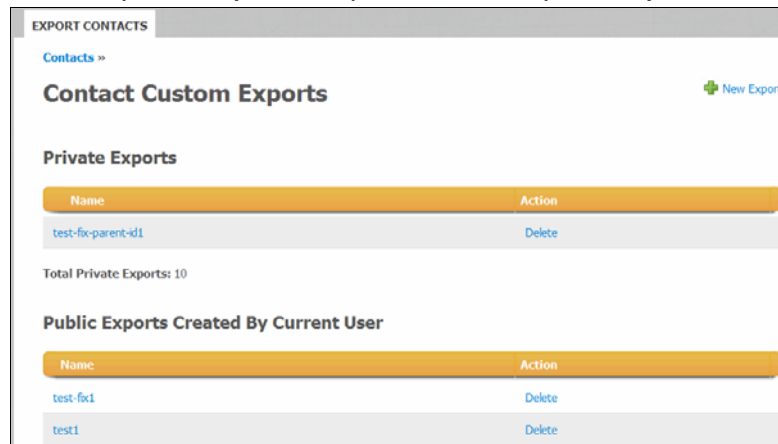 EXPORT CONTACTS
Contacts »
Contact Custom Exports
New Export
Private Exports
Name Action
test-fix-parent-id1 Delete
Total Private Exports: 10
Public Exports Created By Current User
Name Action
test-fix1 Delete
test1 Delete